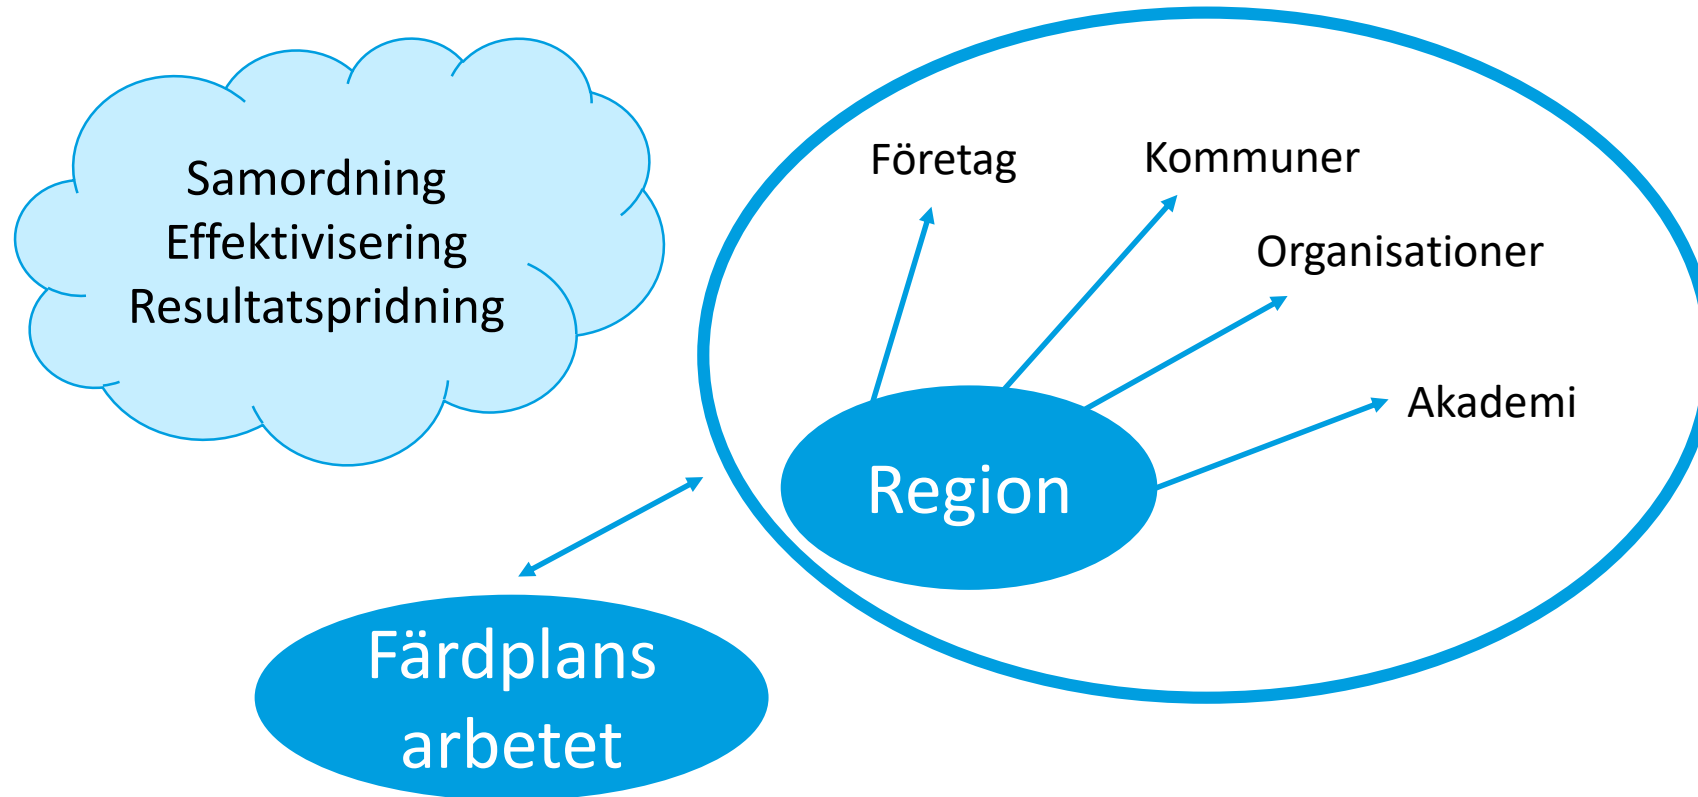 Samordning
Effektivisering
Resultatspridning
Företag
Kommuner
Organisationer
Akademi
Region
Färdplans
arbetet